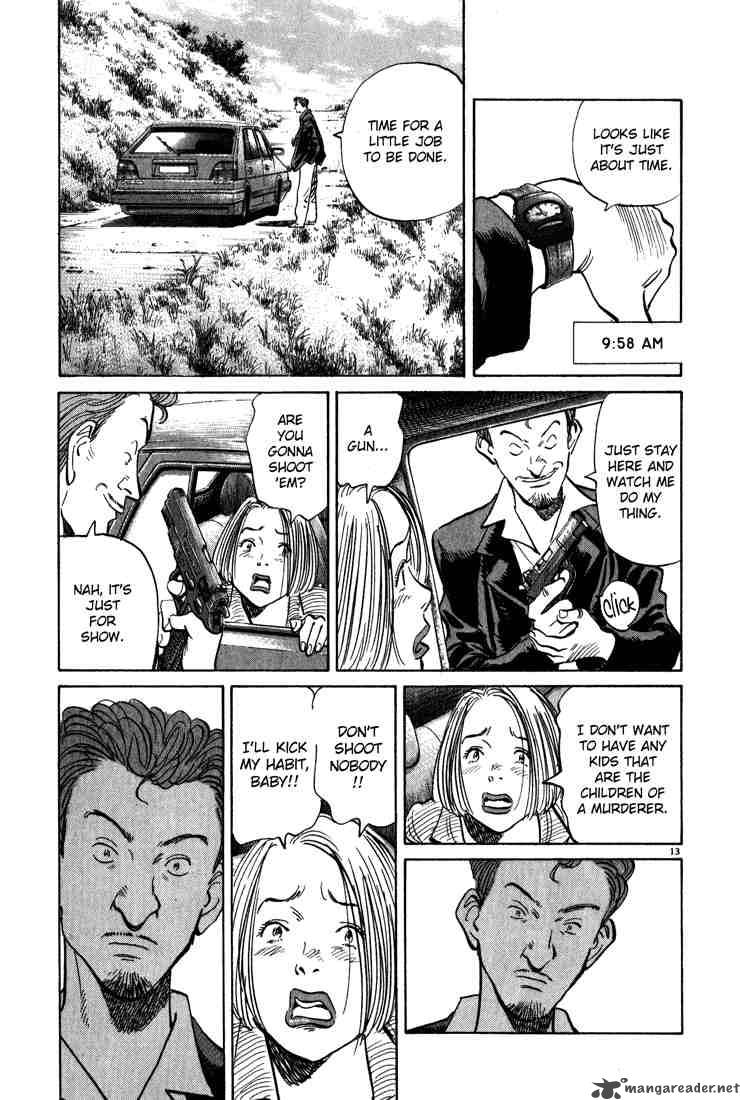 LOOKS LIKE
IT'S JUST
ABOUT TIME.
9:58 AM
TIME FOR A
LITTLE JOB
TO BE DONE.
JUST STAY
HERE AND
WATCH ME
DO MY
THING.
click
A
GUN...
ARE
YOU
GONNA
SHOOT
'EM?
NAH, IT'S
JUST
FOR
SHOW.
I DON'T WANT
TO HAVE ANY
KIDS THAT
ARE THE
CHILDREN OF
A MURDERER.
13
DON'T
SHOOT
NOBODY
!!
I'LL KICK
MY HABIT,
BABY!!
mangareader.net